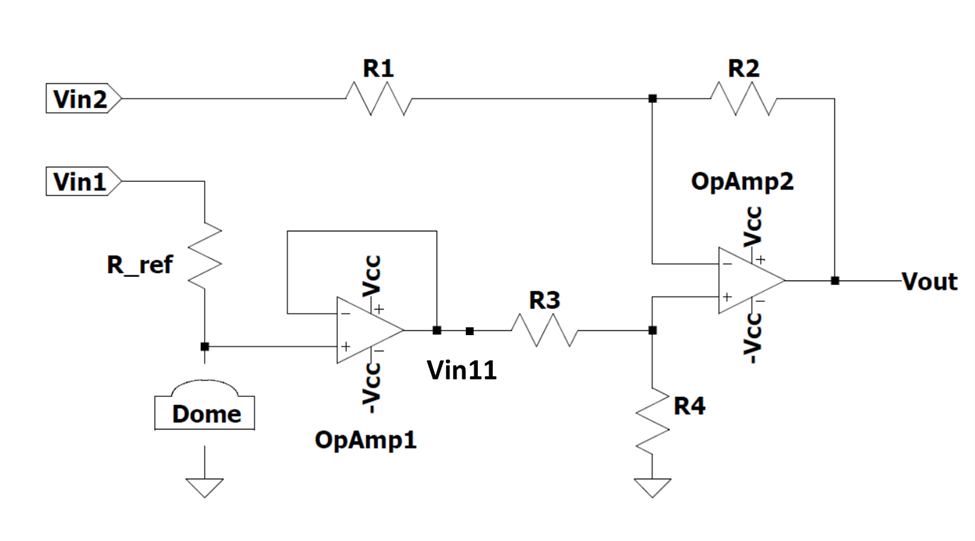 R1
R2
Vin2
Vin1
OpAmp2
Vcc
R_ref
Vcc
R3
Vout
-Vcc
Vin11
-Vcc
Dome
R4
OpAmp1